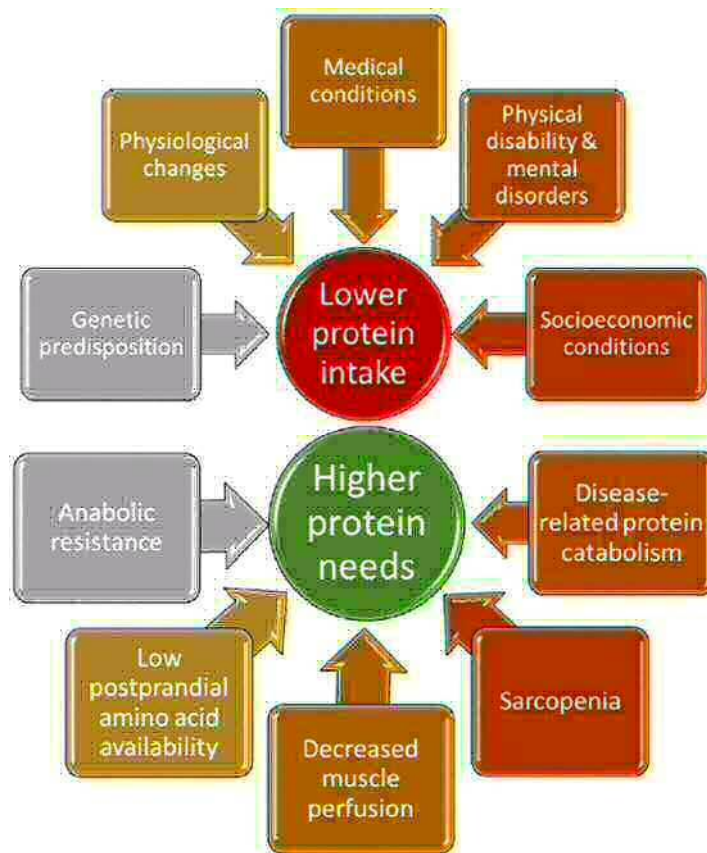 Medical
conditions
Physiological
changes
Physical
disability &
mental
disorders
Genetic
predisposition
Lower
protein
intake
Socioeconomic
conditions
Anabolic
resistance
Higher
protein
needs
Disease-
related protein
catabolism
Low
postprandial
amino acid
availability
Decreased
muscle
perfusion
Sarcopenia